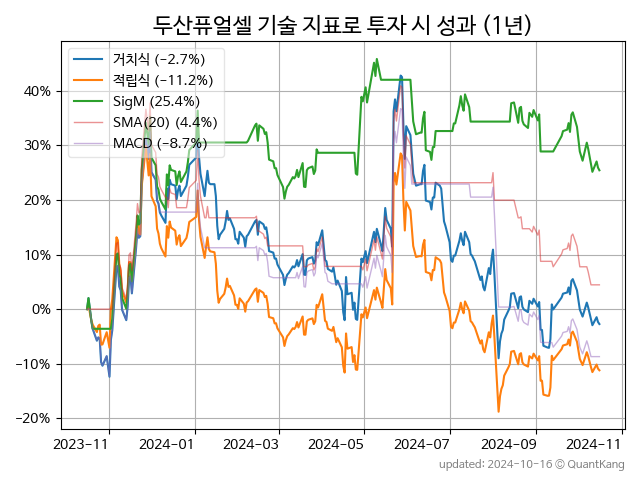 두산퓨얼셀 기술 지표로 투자 시 성과 (1년)
거치식 (−2.7%)
적립식 (−11.2%)
SigM (25.4%)
SMA(20) (4.4%)
MACD (−8.7%)
40%
30%
20%
10%
0%
−10%
−20%
2023-11 2024-01 2024-03 2024-05 2024-07 2024-09 2024-11
updated: 2024-10-16 © QuantKang